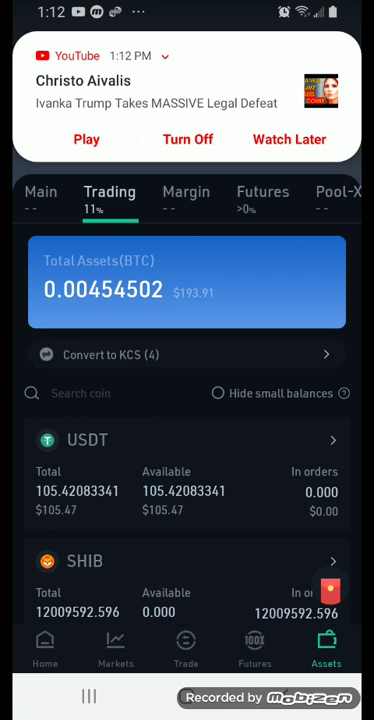 1:12
YouTube 1:12 PM
Christo Aivalis
Ivanka Trump Takes MASSIVE Legal Defeat
Play Turn Off Watch Later
Main Trading Margin Futures Pool-X
-- 11% -- >0% --
Total Assets(BTC)
0.00454502 $193.91
Convert to KCS (4)
Search coin Hide small balances ?
USDT
Total Available In orders
105.42083341 105.42083341 0.000
$105.47 $105.47 $0.00
SHIB
Total Available In or
12009592.596 0.000 12009592.596
100X
Home Markets Trade Futures Assets
Recorded by mobizen